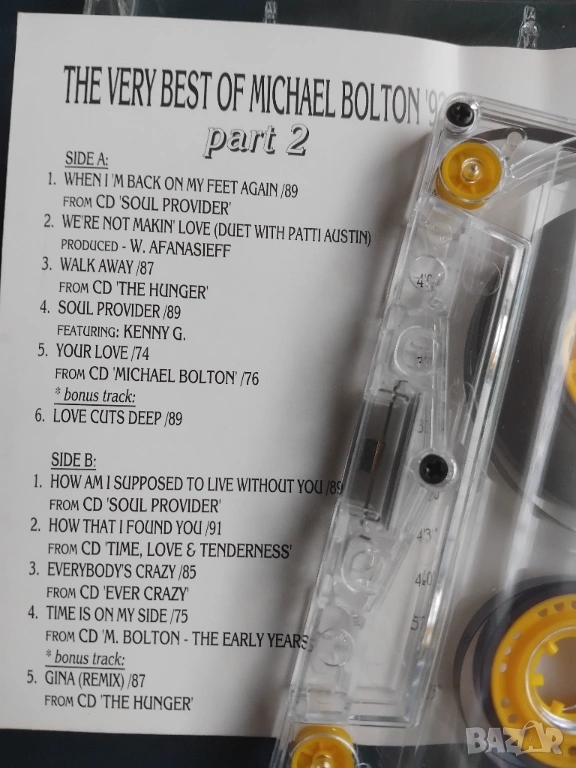 THE VERY BEST OF MICHAEL BOLTON '92
part 2
SIDE A:
1. WHEN I 'M BACK ON MY FEET AGAIN /89
FROM CD 'SOUL PROVIDER'
2. WE'RE NOT MAKIN' LOVE (DUET WITH PATTI AUSTIN)
PRODUCED - W. AFANASIEFF
3. WALK AWAY /87
FROM CD 'THE HUNGER'
4. SOUL PROVIDER /89
FEATURING: KENNY G.
5. YOUR LOVE /74
FROM CD 'MICHAEL BOLTON' /76
* bonus track:
6. LOVE CUTS DEEP /89
SIDE B:
1. HOW AM I SUPPOSED TO LIVE WITHOUT YOU /89
FROM CD 'SOUL PROVIDER'
2. HOW THAT I FOUND YOU /91
FROM CD 'TIME, LOVE & TENDERNESS'
3. EVERYBODY'S CRAZY /85
FROM CD 'EVER CRAZY'
4. TIME IS ON MY SIDE /75
FROM CD 'M. BOLTON - THE EARLY YEARS
* bonus track:
5. GINA (REMIX) /87
FROM CD 'THE HUNGER'
BAZAR